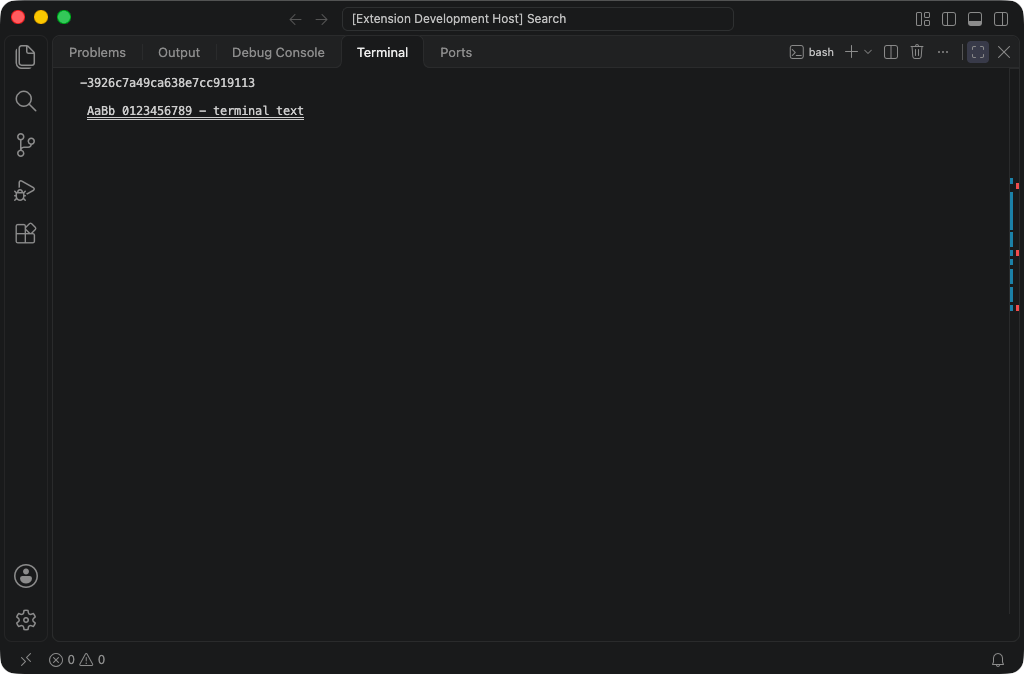 [Extension Development Host] Search
Problems Output Debug Console Terminal Ports bash
—3926c7a49ca638e7cc919113
AaBb 0123456789 — terminal text
0 0